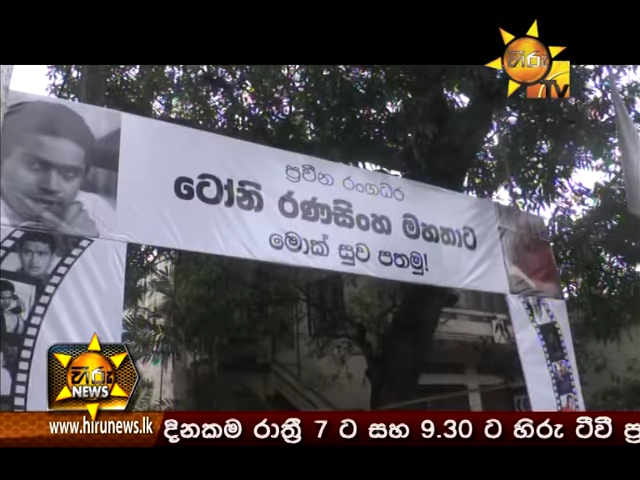 හිරු
TV
ප්‍රවීන රංගධර
ටෝනි රණසිංහ මහතාට
මොක් සුව පතමු!
හිරු
NEWS
www.hirunews.lk දිනකම රාත්‍රී 7 ට සහ 9.30 ට හිරු ටීවී ප්‍ර